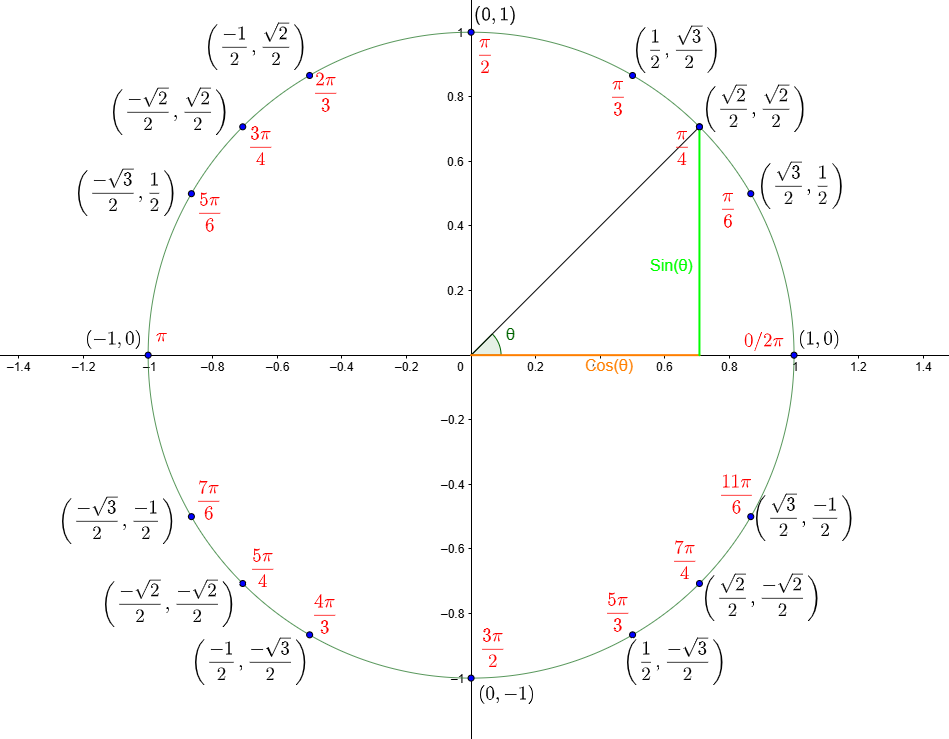 (0, 1)
(-1/2, √2/2)
(1/2, √3/2)
π/2
2π/3
π/3
(-√2/2, √2/2)
(√2/2, √2/2)
3π/4
π/4
(-√3/2, 1/2)
(√3/2, 1/2)
5π/6
π/6
1
0.8
0.6
0.4
0.2
Sin(θ)
θ
(-1, 0)
π
0/2π
(1, 0)
−1.4 −1.2 −1 −0.8 −0.6 −0.4 −0.2 0 0.2 0.4 0.6 0.8 1 1.2 1.4
Cos(θ)
−0.2
−0.4
−0.6
−0.8
−1
7π/6
11π/6
(-√3/2, -1/2)
(√3/2, -1/2)
5π/4
7π/4
(-√2/2, -√2/2)
(√2/2, -√2/2)
4π/3
5π/3
(-1/2, -√3/2)
(1/2, -√3/2)
3π/2
(0, −1)